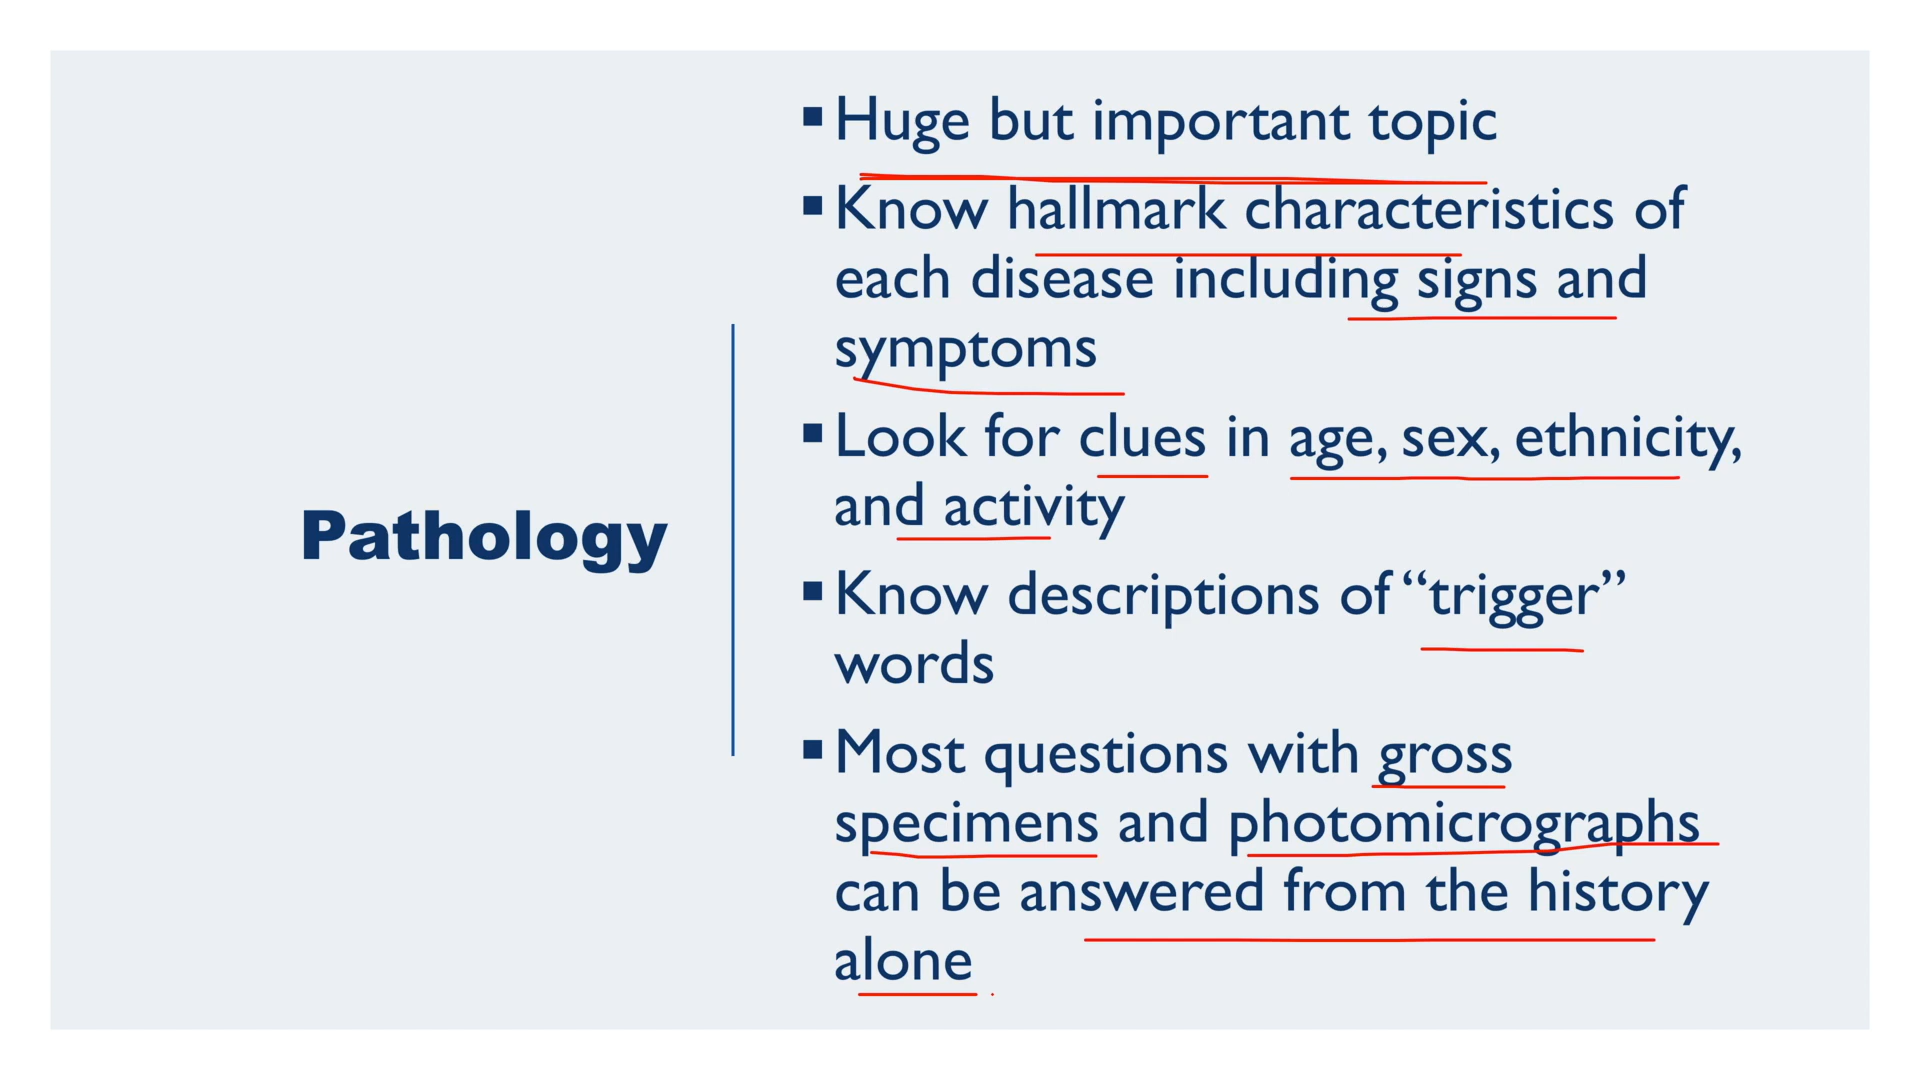 Pathology
▪ Huge but important topic
▪ Know hallmark characteristics of
each disease including signs and
symptoms
▪ Look for clues in age, sex, ethnicity,
and activity
▪ Know descriptions of “trigger”
words
▪ Most questions with gross
specimens and photomicrographs
can be answered from the history
alone